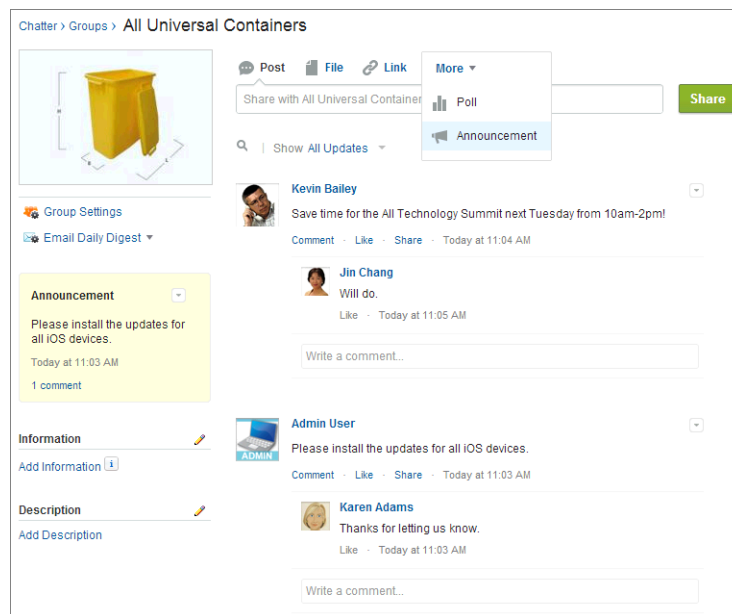 Chatter > Groups > All Universal Containers
H
B
L
Group Settings
Email Daily Digest
Announcement
Please install the updates for
all iOS devices.
Today at 11:03 AM
1 comment
Information
Add Information i
Description
Add Description
Post File Link More
Poll
Announcement
Share with All Universal Container
Share
Show All Updates
Kevin Bailey
Save time for the All Technology Summit next Tuesday from 10am-2pm!
Comment · Like · Share · Today at 11:04 AM
Jin Chang
Will do.
Like · Today at 11:05 AM
Write a comment...
Admin User
ADMIN
Please install the updates for all iOS devices.
Comment · Like · Share · Today at 11:03 AM
Karen Adams
Thanks for letting us know.
Like · Today at 11:03 AM
Write a comment...